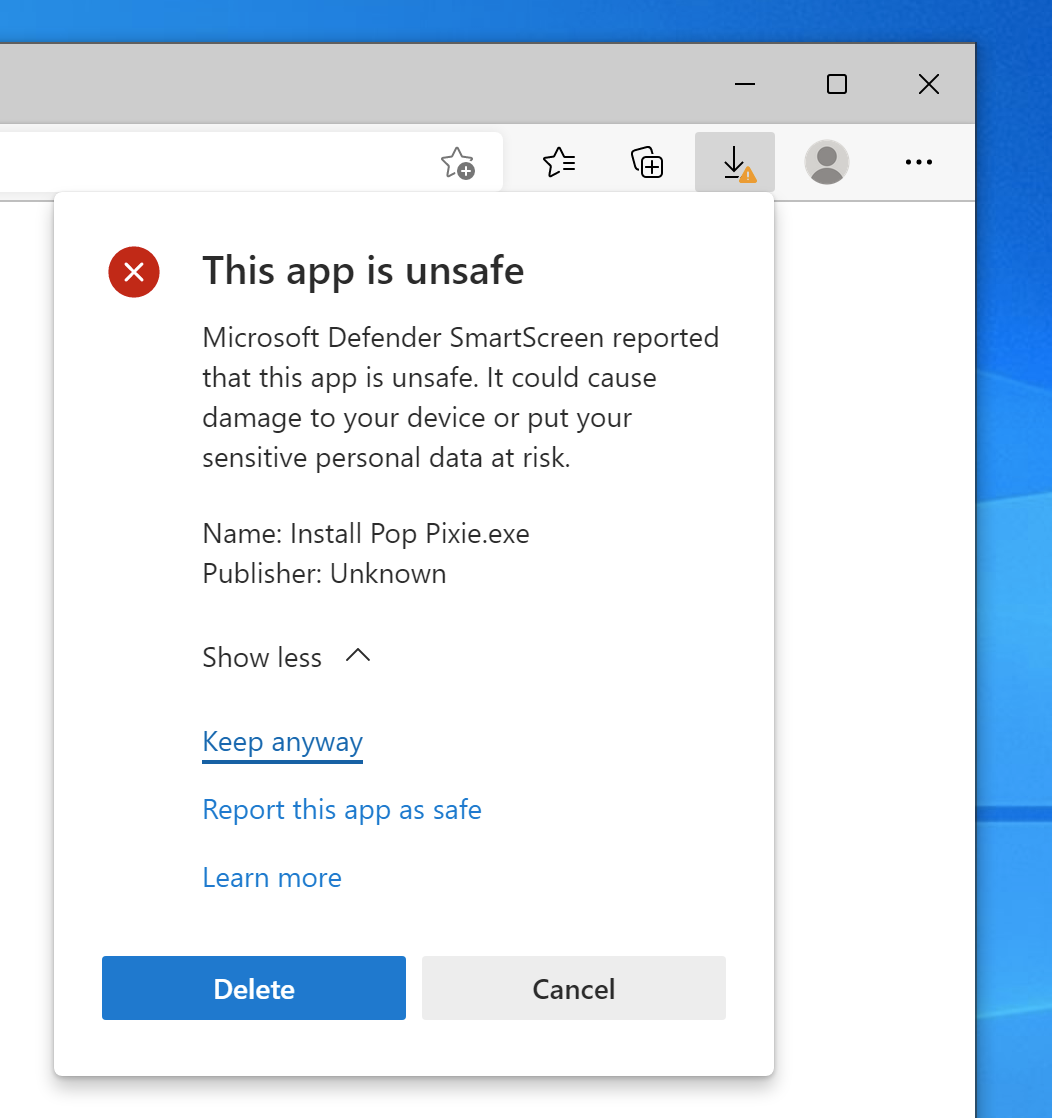 This app is unsafe
Microsoft Defender SmartScreen reported
that this app is unsafe. It could cause
damage to your device or put your
sensitive personal data at risk.
Name: Install Pop Pixie.exe
Publisher: Unknown
Show less
Keep anyway
Report this app as safe
Learn more
Delete
Cancel